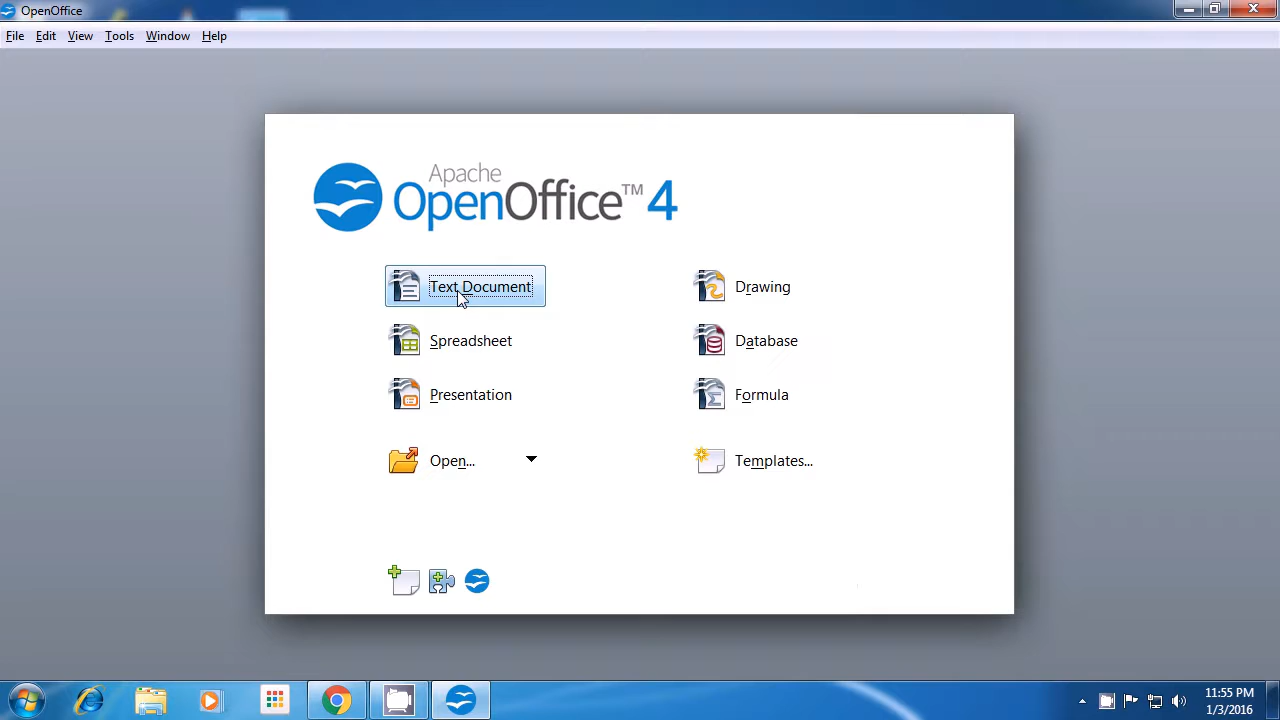 OpenOffice
File Edit View Tools Window Help
Apache
OpenOffice™ 4
Text Document
Drawing
Spreadsheet
Database
Presentation
Formula
Open...
Templates...
11:55 PM
1/3/2016